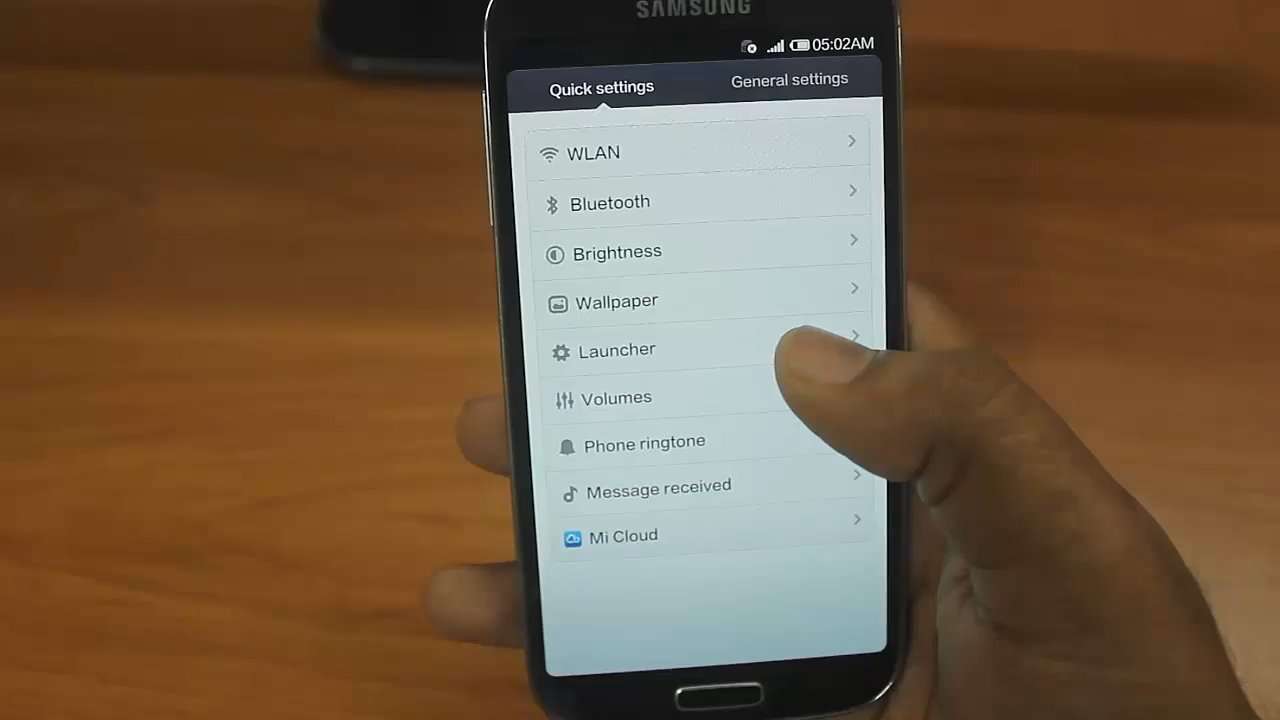 SAMSUNG
05:02AM
Quick settings General settings
WLAN
Bluetooth
Brightness
Wallpaper
Launcher
Volumes
Phone ringtone
Message received
Mi Cloud